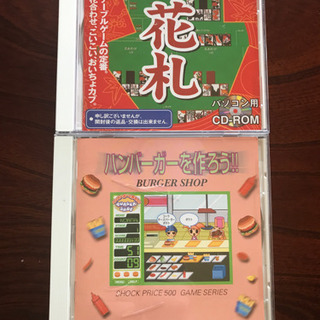 テーブルゲームの定番。
花合わせ、こいこい、おいちょカブ。
花札
パソコン用
CD-ROM
申し訳ございませんが、
開封後の返品・交換は出来ません。
ハンバーガーを作ろう!!
BURGER SHOP
SHOCK PRICE 500 GAME SERIES